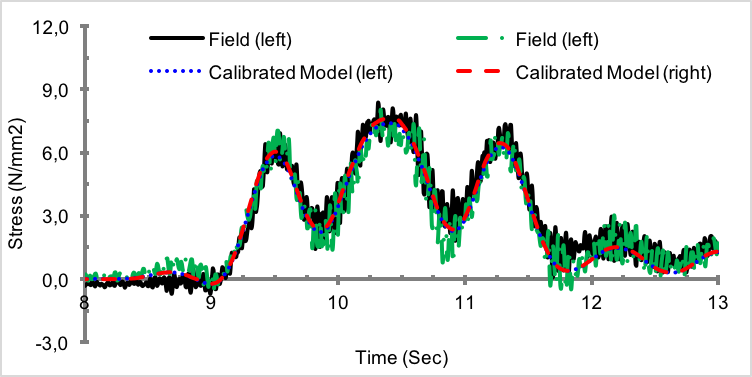 12,0
Field (left)
Field (left)
Calibrated Model (left)
Calibrated Model (right)
9,0
6,0
3,0
0,0
-3,0
8
9
10
11
12
13
Stress (N/mm2)
Time (Sec)